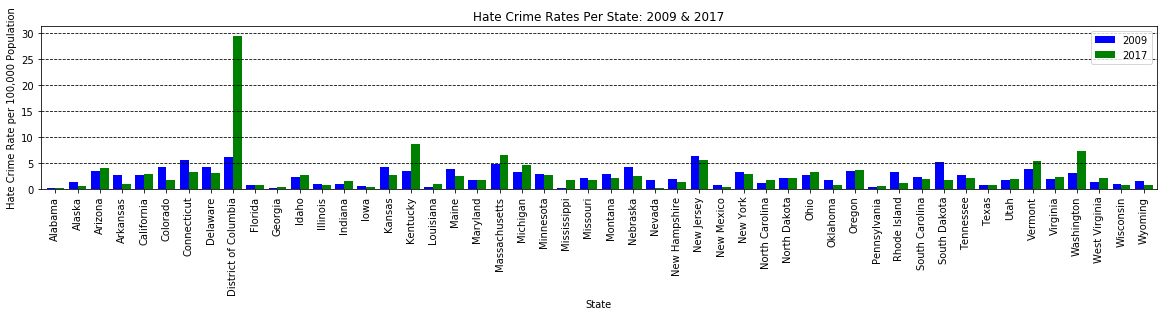 Hate Crime Rates Per State: 2009 & 2017
Hate Crime Rate per 100,000 Population
30
25
20
15
10
5
0
2009
2017
Alabama
Alaska
Arizona
Arkansas
California
Colorado
Connecticut
Delaware
District of Columbia
Florida
Georgia
Idaho
Illinois
Indiana
Iowa
Kansas
Kentucky
Louisiana
Maine
Maryland
Massachusetts
Michigan
Minnesota
Mississippi
Missouri
Montana
Nebraska
Nevada
New Hampshire
New Jersey
New Mexico
New York
North Carolina
North Dakota
Ohio
Oklahoma
Oregon
Pennsylvania
Rhode Island
South Carolina
South Dakota
Tennessee
Texas
Utah
Vermont
Virginia
Washington
West Virginia
Wisconsin
Wyoming
State